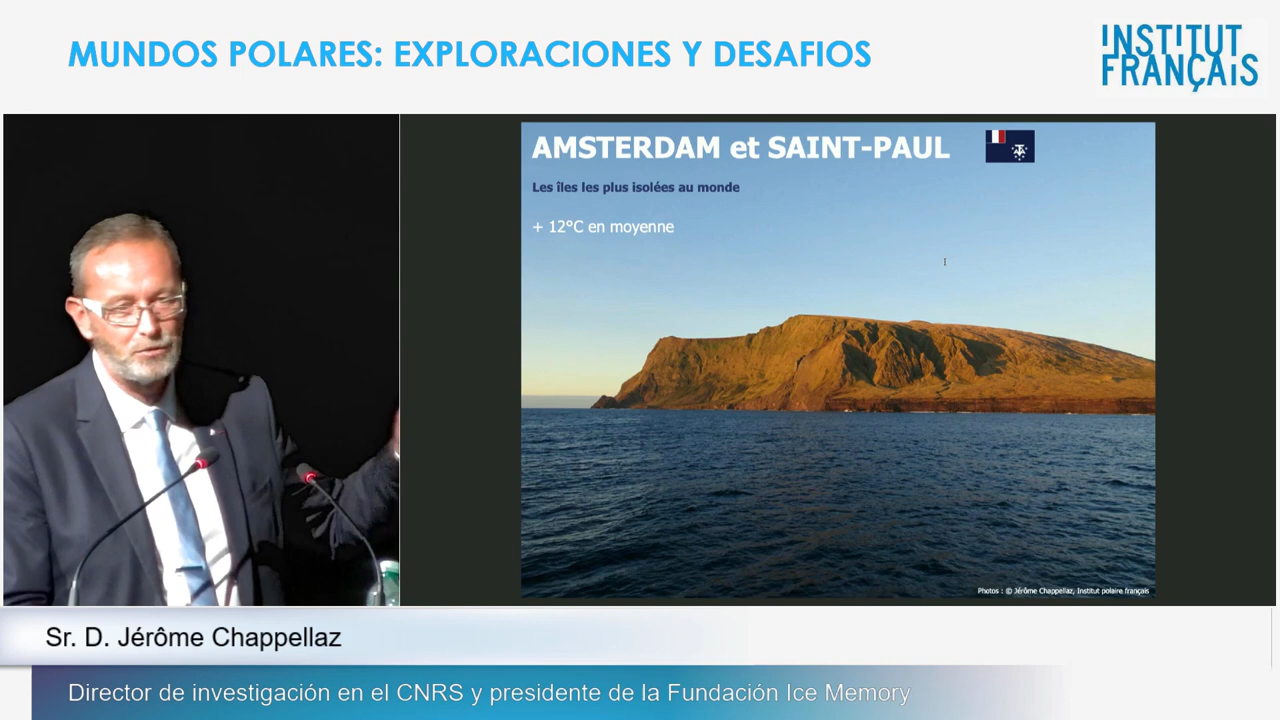 MUNDOS POLARES: EXPLORACIONES Y DESAFIOS
INSTITUT
FRANÇAiS
AMSTERDAM et SAINT-PAUL
Les îles les plus isolées au monde
+ 12°C en moyenne
Photos : © Jérôme Chappellaz, Institut polaire français
Sr. D. Jérôme Chappellaz
Director de investigación en el CNRS y presidente de la Fundación Ice Memory